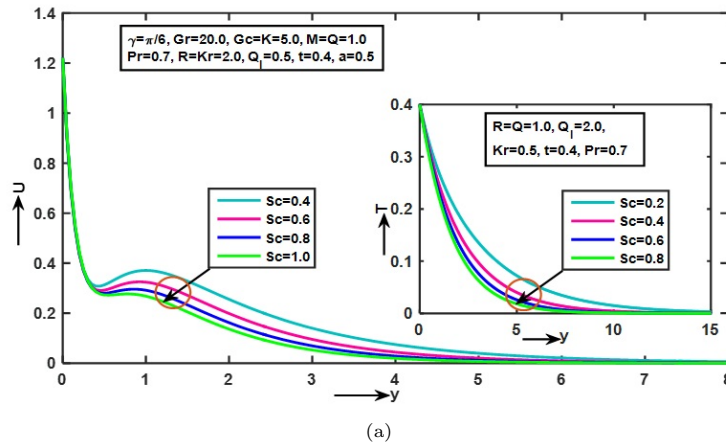 γ=π/6, Gr=20.0, Gc=K=5.0, M=Q=1.0
Pr=0.7, R=Kr=2.0, Q_l=0.5, t=0.4, a=0.5
1.4
1.2
1
0.8
0.6
0.4
0.2
0
U
0 1 2 3 4 5 6 7 8
y
Sc=0.4
Sc=0.6
Sc=0.8
Sc=1.0
R=Q=1.0, Q_l=2.0,
Kr=0.5, t=0.4, Pr=0.7
0.4
0.3
0.2
0.1
0
T
0 5 10 15
y
Sc=0.2
Sc=0.4
Sc=0.6
Sc=0.8
(a)